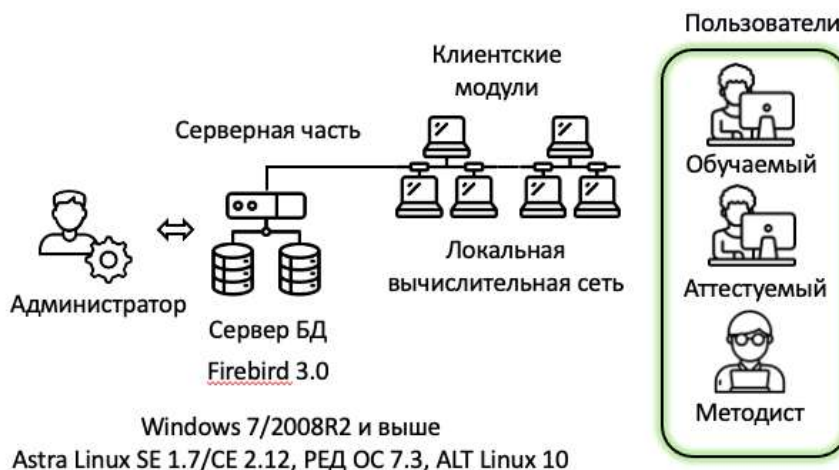 Пользователи
Клиентские
модули
Серверная часть
Обучаемый
Локальная
вычислительная сеть
Администратор
Аттестуемый
Сервер БД
Firebird 3.0
Методист
Windows 7/2008R2 и выше
Astra Linux SE 1.7/CE 2.12, РЕД ОС 7.3, ALT Linux 10